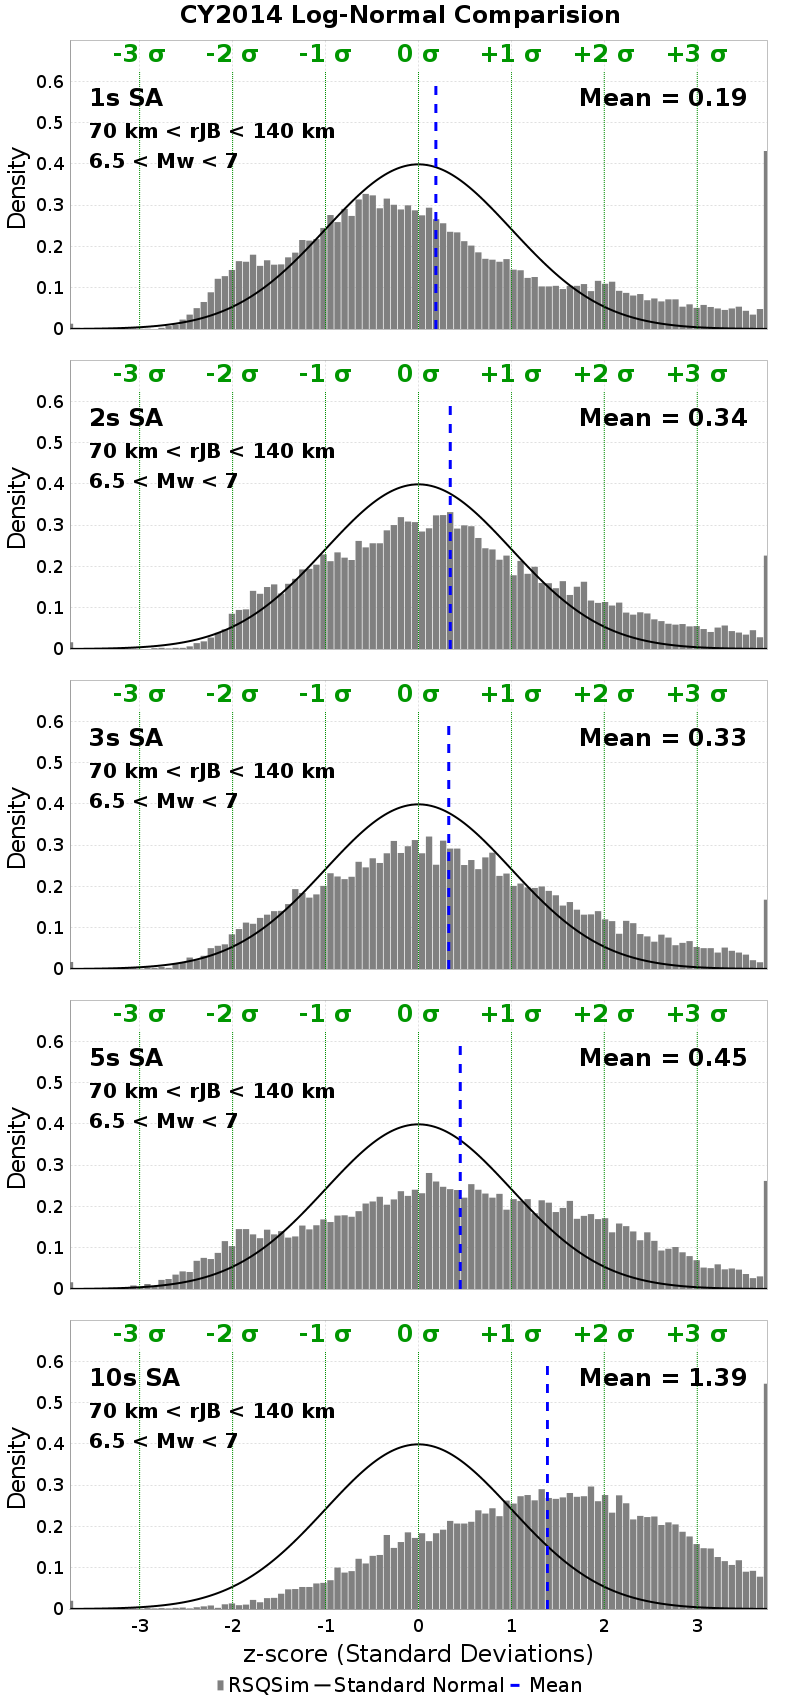 CY2014 Log-Normal Comparision
-3 σ -2 σ -1 σ 0 σ +1 σ +2 σ +3 σ
1s SA Mean = 0.19
70 km < rJB < 140 km
6.5 < Mw < 7
0.6
0.5
0.4
0.3
0.2
0.1
0
Density
-3 σ -2 σ -1 σ 0 σ +1 σ +2 σ +3 σ
2s SA Mean = 0.34
70 km < rJB < 140 km
6.5 < Mw < 7
0.6
0.5
0.4
0.3
0.2
0.1
0
Density
-3 σ -2 σ -1 σ 0 σ +1 σ +2 σ +3 σ
3s SA Mean = 0.33
70 km < rJB < 140 km
6.5 < Mw < 7
0.6
0.5
0.4
0.3
0.2
0.1
0
Density
-3 σ -2 σ -1 σ 0 σ +1 σ +2 σ +3 σ
5s SA Mean = 0.45
70 km < rJB < 140 km
6.5 < Mw < 7
0.6
0.5
0.4
0.3
0.2
0.1
0
Density
-3 σ -2 σ -1 σ 0 σ +1 σ +2 σ +3 σ
10s SA Mean = 1.39
70 km < rJB < 140 km
6.5 < Mw < 7
0.6
0.5
0.4
0.3
0.2
0.1
0
Density
-3 -2 -1 0 1 2 3
z-score (Standard Deviations)
RSQSim Standard Normal Mean